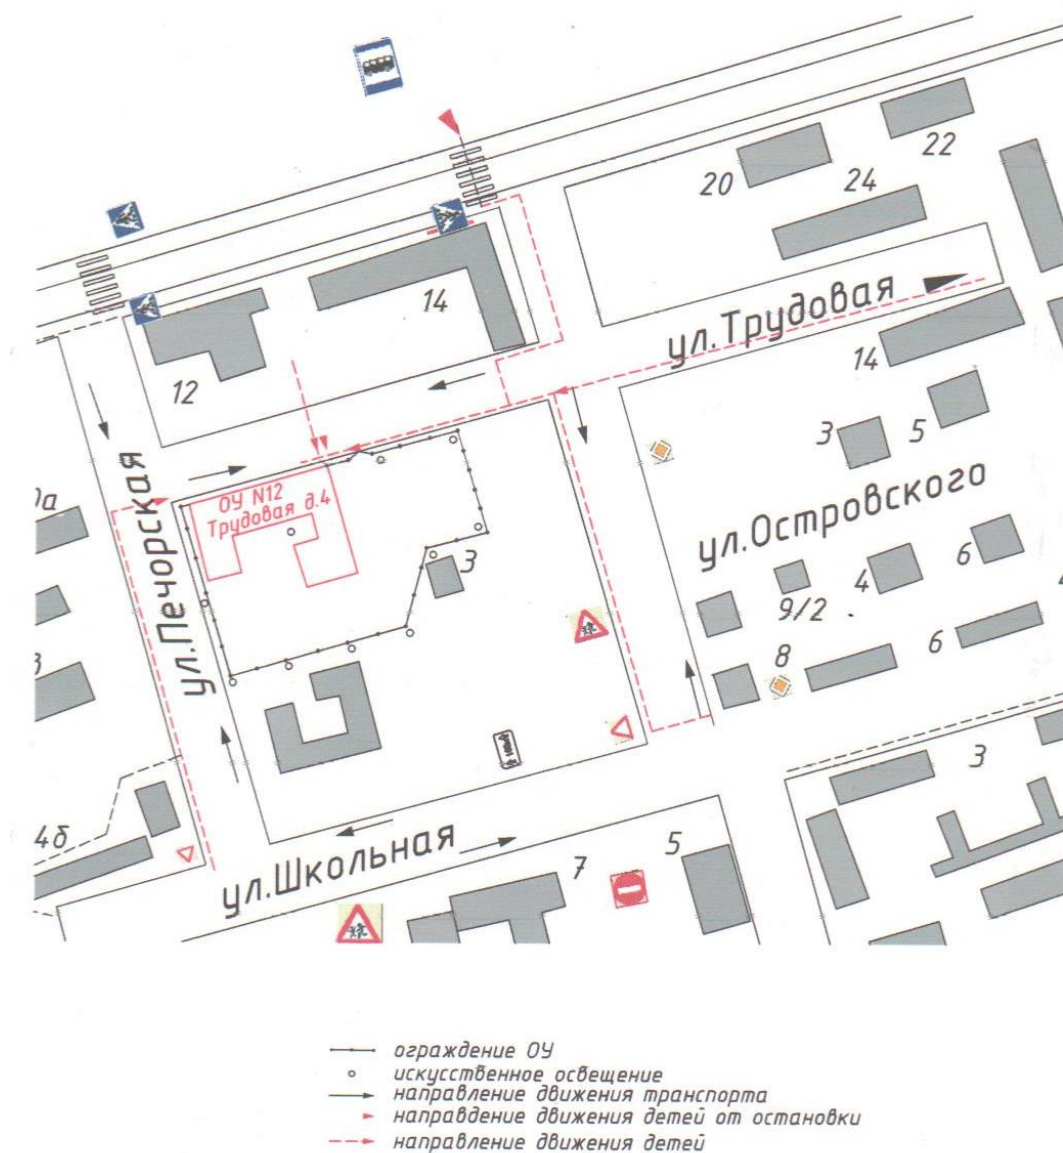 22
20
24
14
ул.Трудовая
14
12
3
5
ОУ N12
Трудовая д.4
ул.Печорская
ул.Островского
3
4
6
9/2
8
6
3
4б
ул.Школьная
7
5
ограждение ОУ
искусственное освещение
направление движения транспорта
напрaвдение движения детей от остановки
направление движения детей